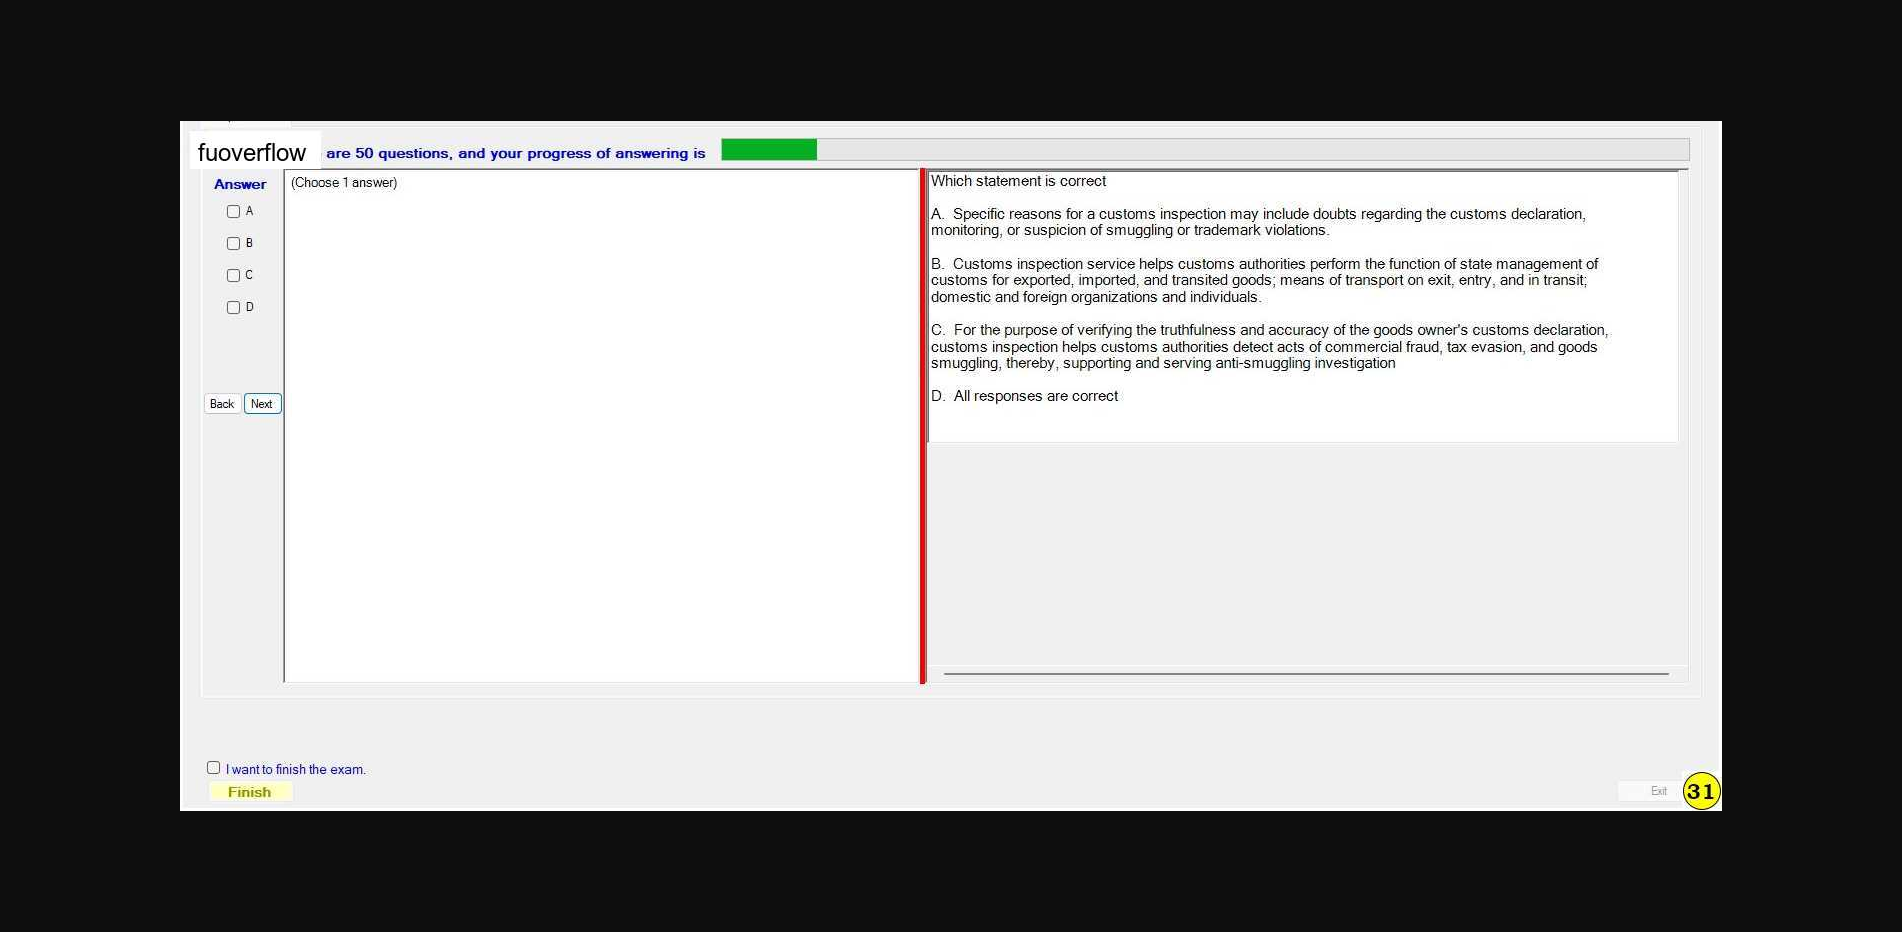 fuoverflow are 50 questions, and your progress of answering is
Answer
A
B
C
D
Back Next
(Choose 1 answer)
Which statement is correct
A. Specific reasons for a customs inspection may include doubts regarding the customs declaration,
monitoring, or suspicion of smuggling or trademark violations.
B. Customs inspection service helps customs authorities perform the function of state management of
customs for exported, imported, and transited goods; means of transport on exit, entry, and in transit;
domestic and foreign organizations and individuals.
C. For the purpose of verifying the truthfulness and accuracy of the goods owner's customs declaration,
customs inspection helps customs authorities detect acts of commercial fraud, tax evasion, and goods
smuggling, thereby, supporting and serving anti-smuggling investigation
D. All responses are correct
I want to finish the exam.
Finish
Exit
31